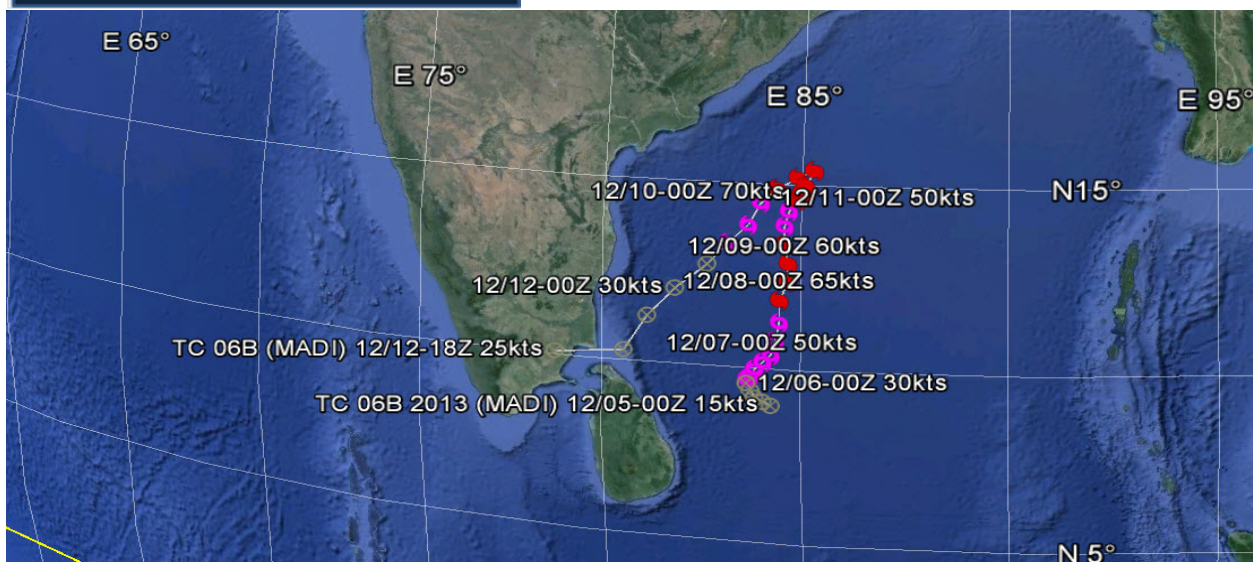 E 65°
E 75°
E 85°
E 95°
12/10-00Z 70kts
N15°
12/11-00Z 50kts
12/09-00Z 60kts
12/12-00Z 30kts
12/08-00Z 65kts
12/07-00Z 50kts
TC 06B (MADI) 12/12-18Z 25kts
12/06-00Z 30kts
TC 06B 2013 (MADI) 12/05-00Z 15kts
N 5°